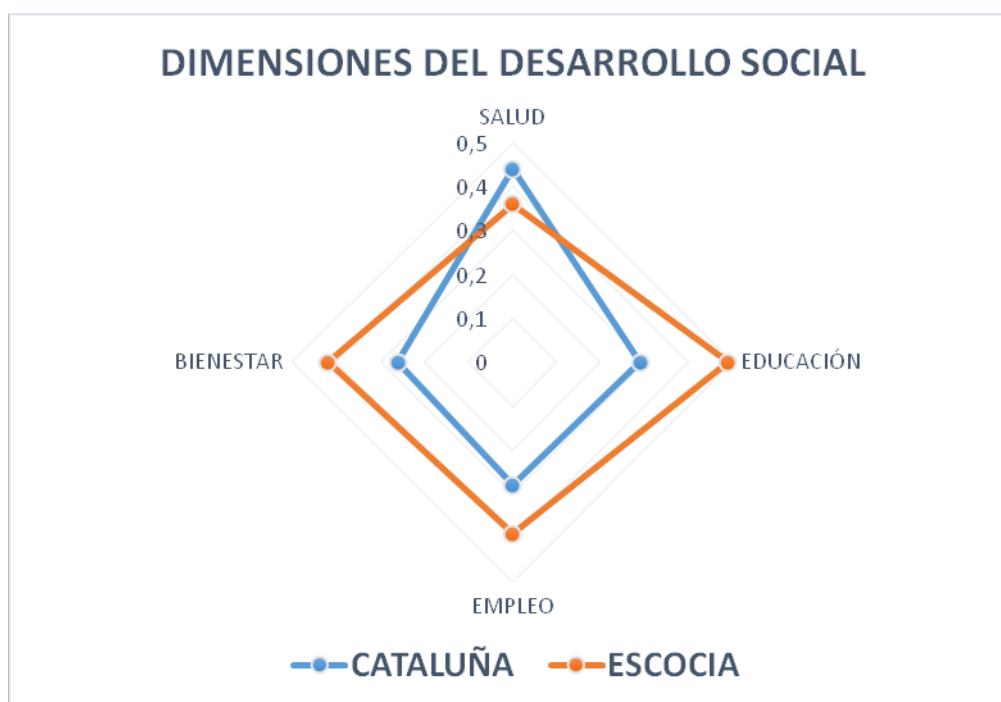 DIMENSIONES DEL DESARROLLO SOCIAL
SALUD
0,5
0,4
0,3
0,2
0,1
0
BIENESTAR
EDUCACIÓN
EMPLEO
CATALUÑA ESCOCIA